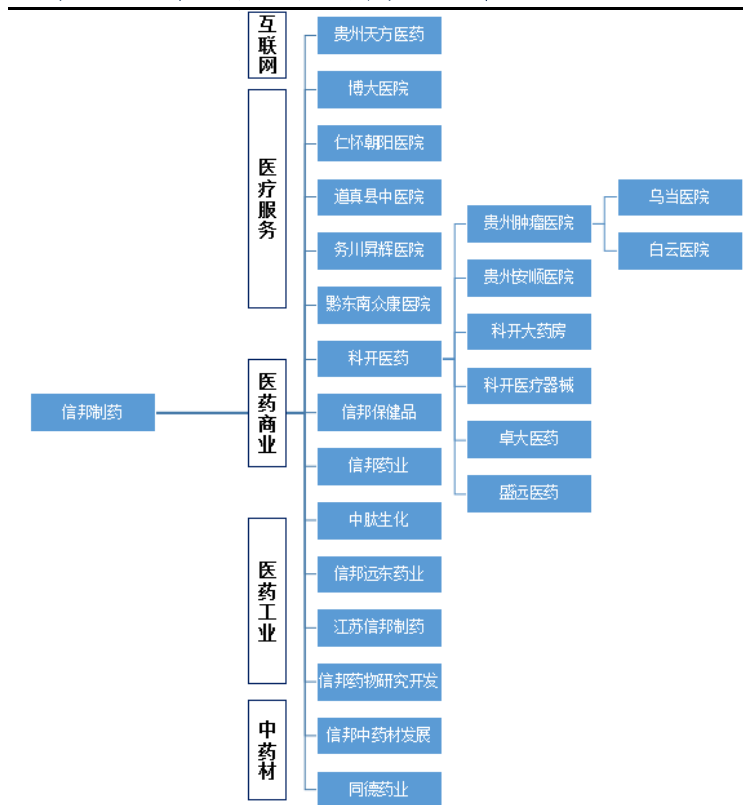 互联网
医疗服务
医药商业
医药工业
中药材
信邦制药
贵州天方医药
博大医院
仁怀朝阳医院
道真县中医院
务川昇辉医院
黔东南众康医院
科开医药
信邦保健品
信邦药业
中肽生化
信邦远东药业
江苏信邦制药
信邦药物研究开发
信邦中药材发展
同德药业
贵州肿瘤医院
贵州安顺医院
科开大药房
科开医疗器械
卓大医药
盛远医药
乌当医院
白云医院